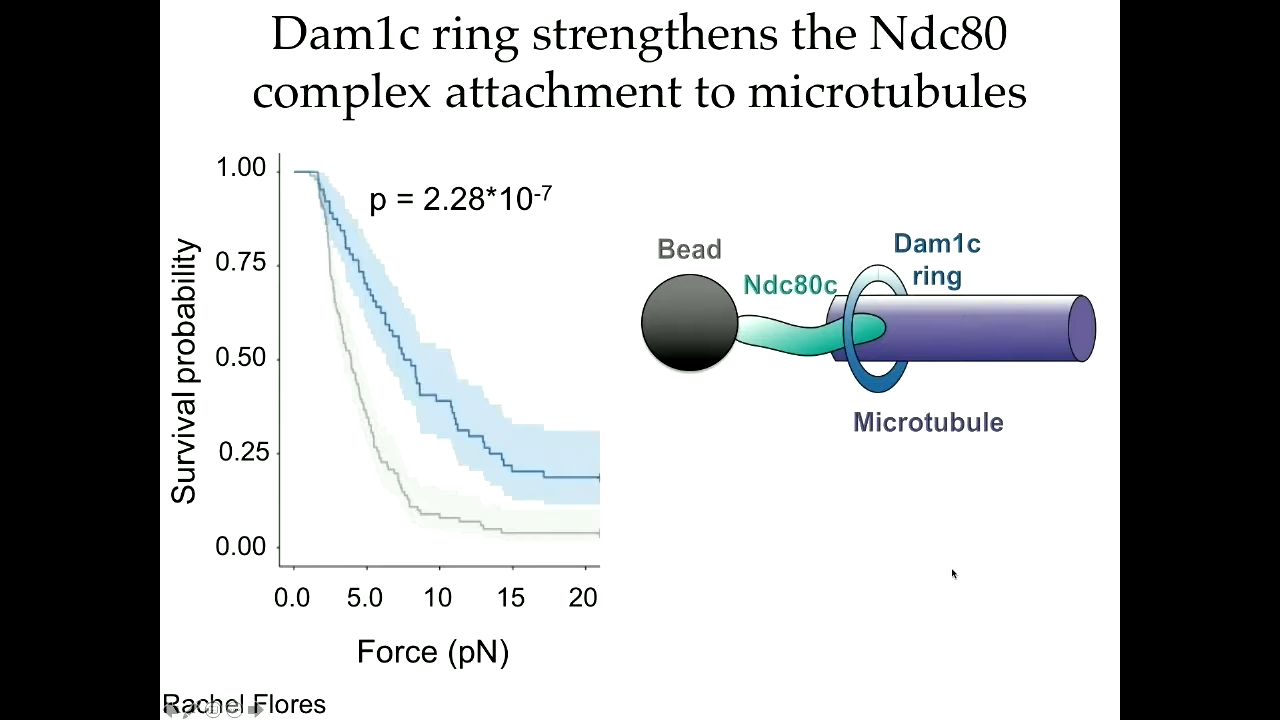 Dam1c ring strengthens the Ndc80
complex attachment to microtubules
1.00
0.75
0.50
0.25
0.00
Survival probability
p = 2.28*10-7
0.0 5.0 10 15 20
Force (pN)
Bead
Ndc80c
Dam1c
ring
Microtubule
Rachel Flores